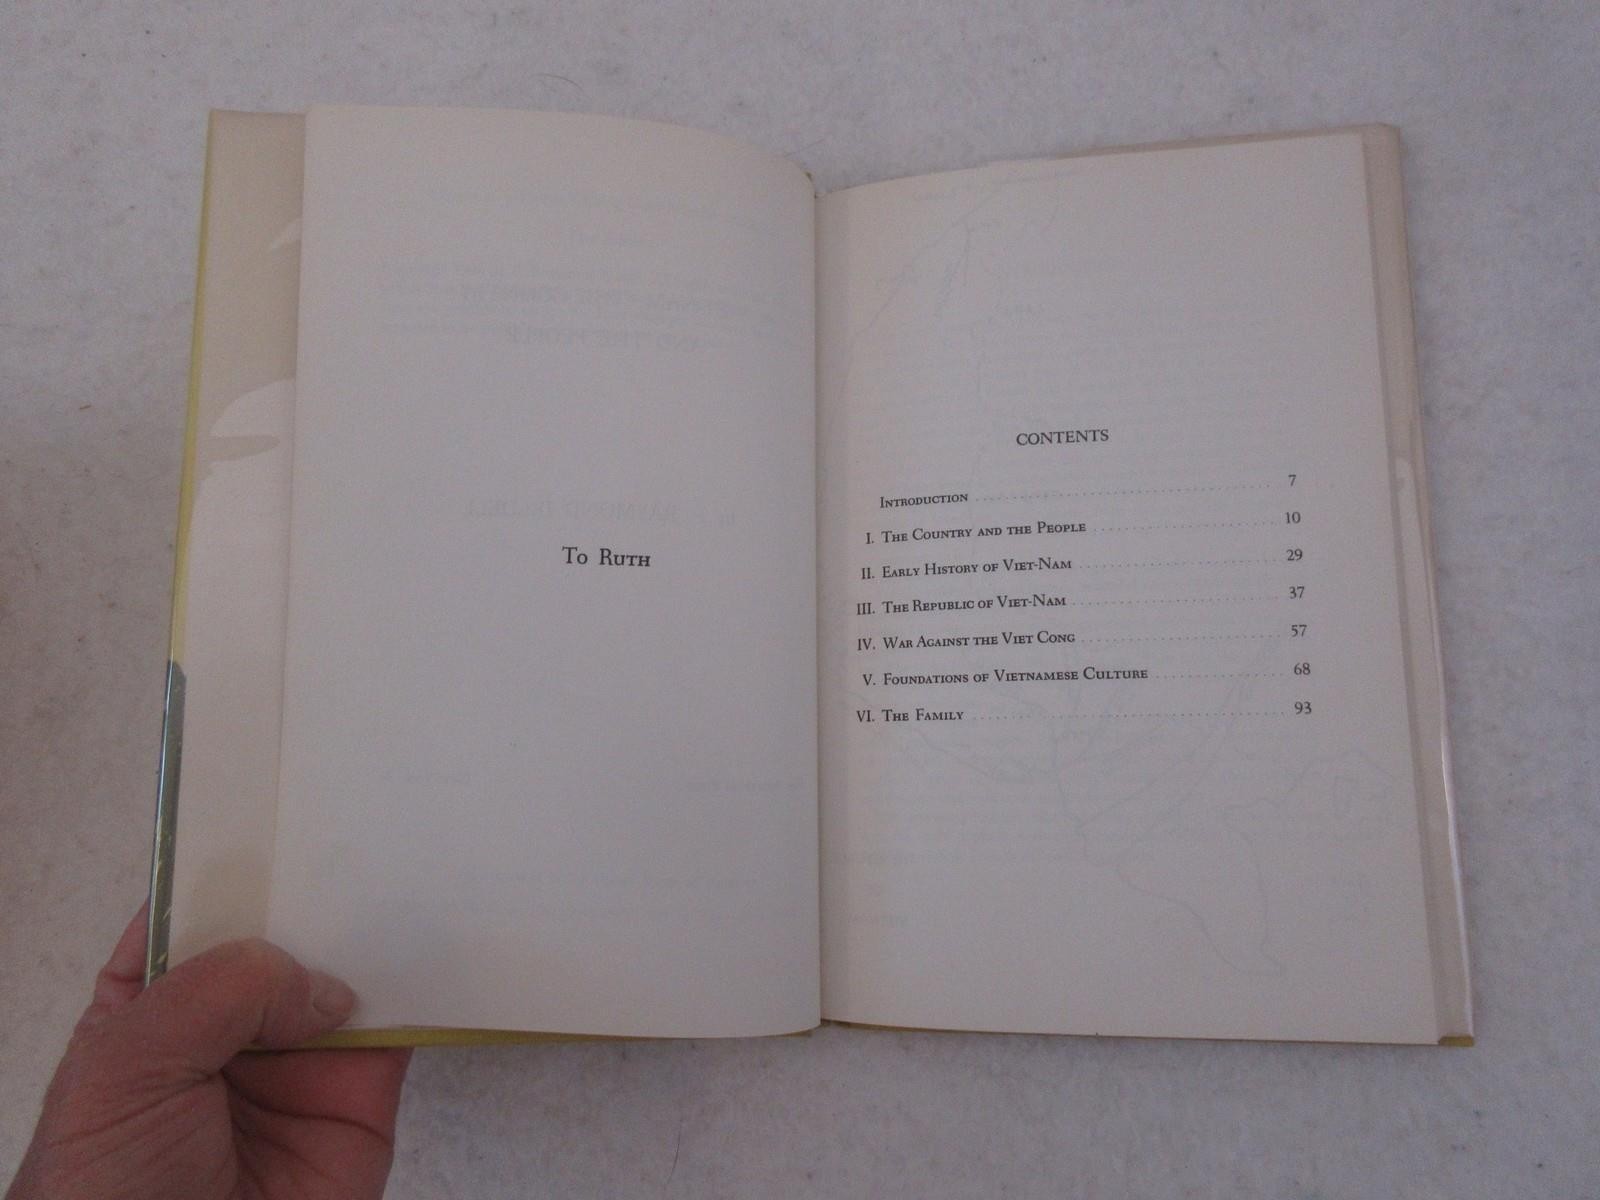 To Ruth
CONTENTS
Introduction 7
I. The Country and the People 10
II. Early History of Viet-Nam 29
III. The Republic of Viet-Nam 37
IV. War Against the Viet Cong 57
V. Foundations of Vietnamese Culture 68
VI. The Family 93